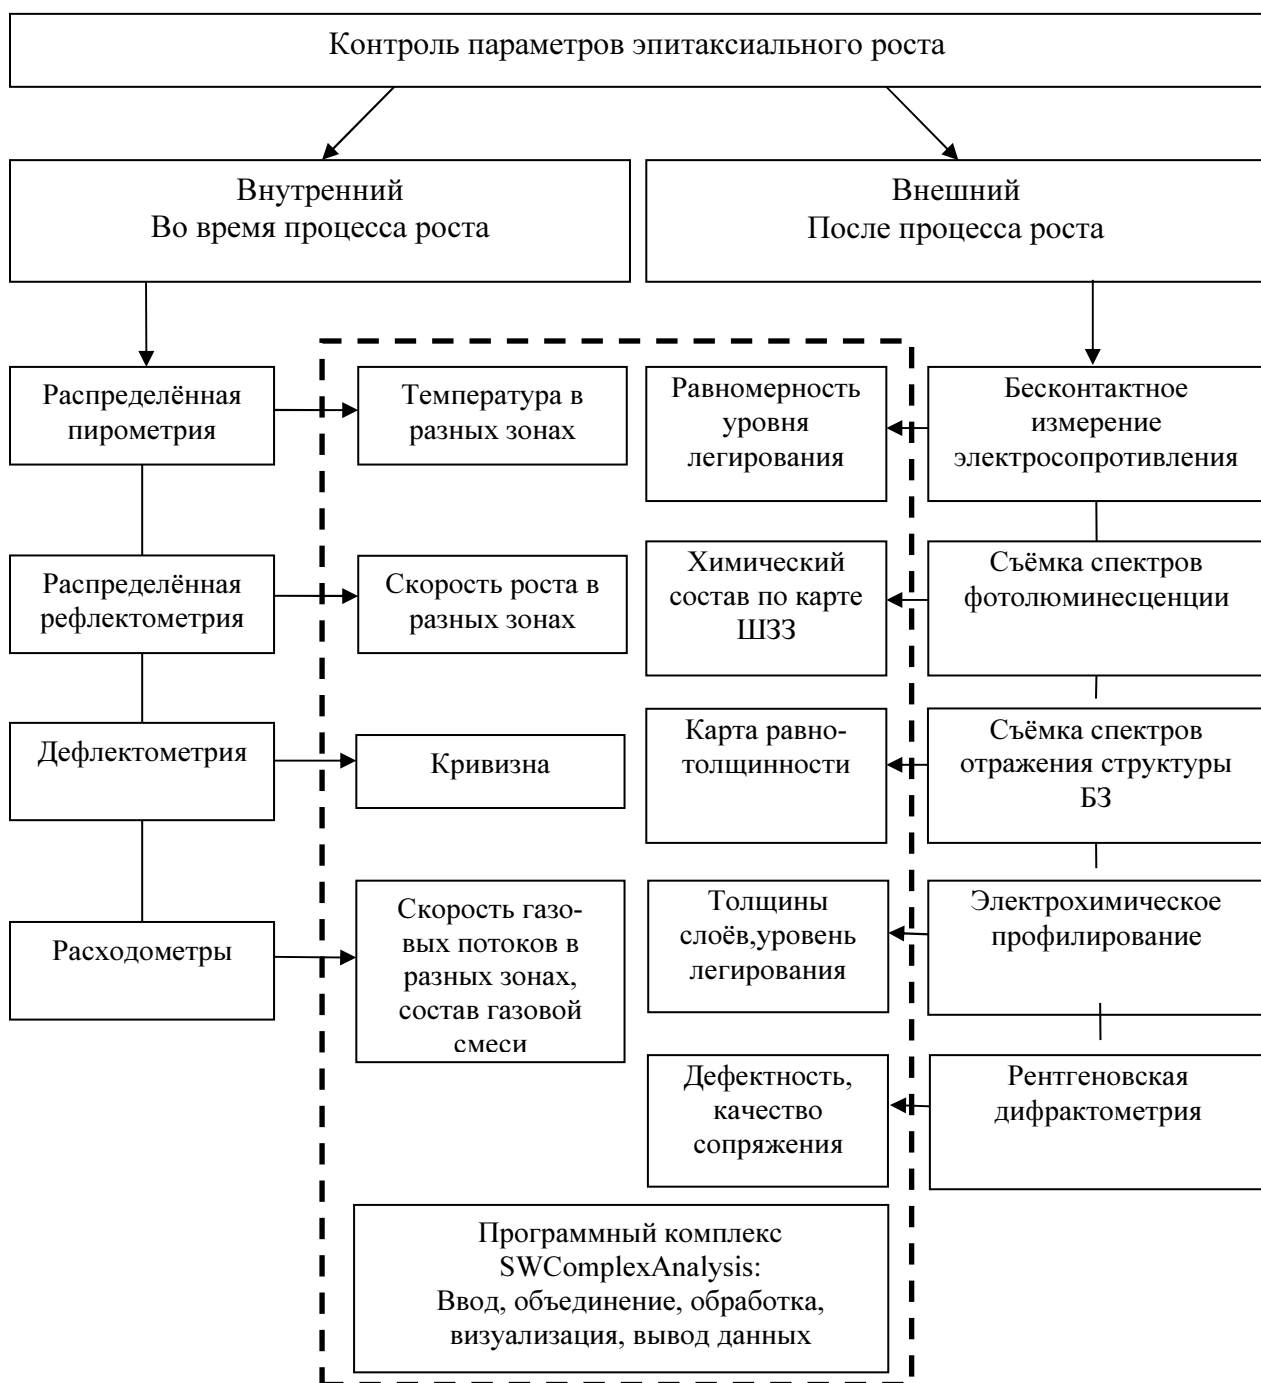 Контроль параметров эпитаксиального роста
Внутренний
Во время процесса роста
Внешний
После процесса роста
Распределённая
пирометрия
Температура в
разных зонах
Равномерность
уровня
легирования
Бесконтактное
измерение
электросопротивления
Распределённая
рефлектометрия
Скорость роста в
разных зонах
Химический
состав по карте
ШЗЗ
Съёмка спектров
фотолюминесценции
Дефлектометрия
Кривизна
Карта равно-
толщинности
Съёмка спектров
отражения структуры
БЗ
Расходометры
Скорость газо-
вых потоков в
разных зонах,
состав газовой
смеси
Толщины
слоёв,уровень
легирования
Электрохимическое
профилирование
Дефектность,
качество
сопряжения
Рентгеновская
дифрактометрия
Программный комплекс
SWComplexAnalysis:
Ввод, объединение, обработка,
визуализация, вывод данных